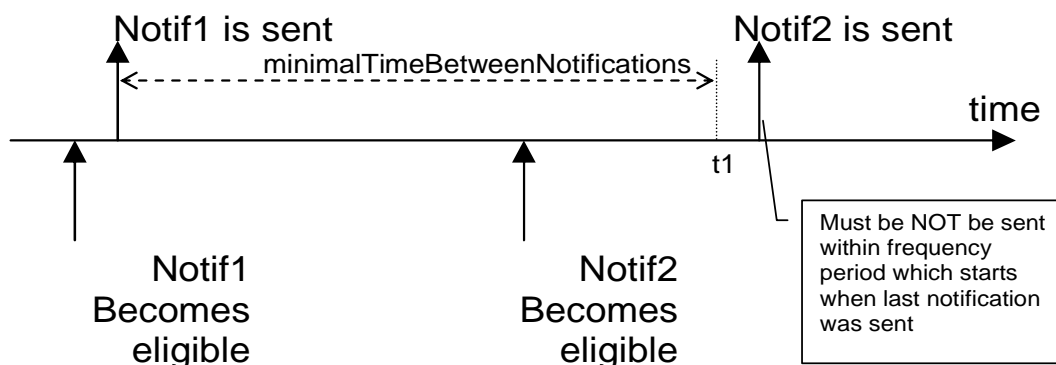 Notif1 is sent
Notif2 is sent
minimalTimeBetweenNotifications
time
t1
Notif1
Becomes
eligible
Notif2
Becomes
eligible
Must be NOT be sent
within frequency
period which starts
when last notification
was sent